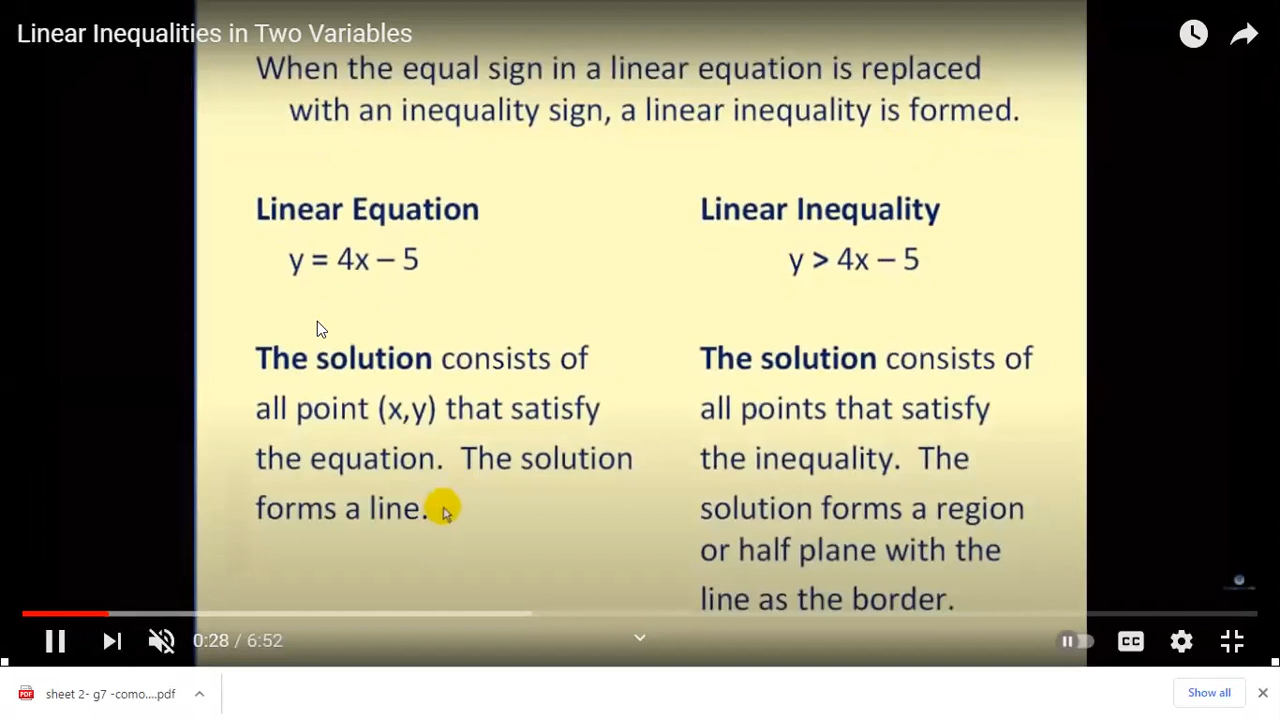 Linear Inequalities in Two Variables
When the equal sign in a linear equation is replaced
with an inequality sign, a linear inequality is formed.
Linear Equation
y = 4x – 5
The solution consists of
all point (x,y) that satisfy
the equation. The solution
forms a line.
Linear Inequality
y > 4x – 5
The solution consists of
all points that satisfy
the inequality. The
solution forms a region
or half plane with the
line as the border.
0:28 / 6:52
CC
PDF
sheet 2- g7 -como....pdf
Show all